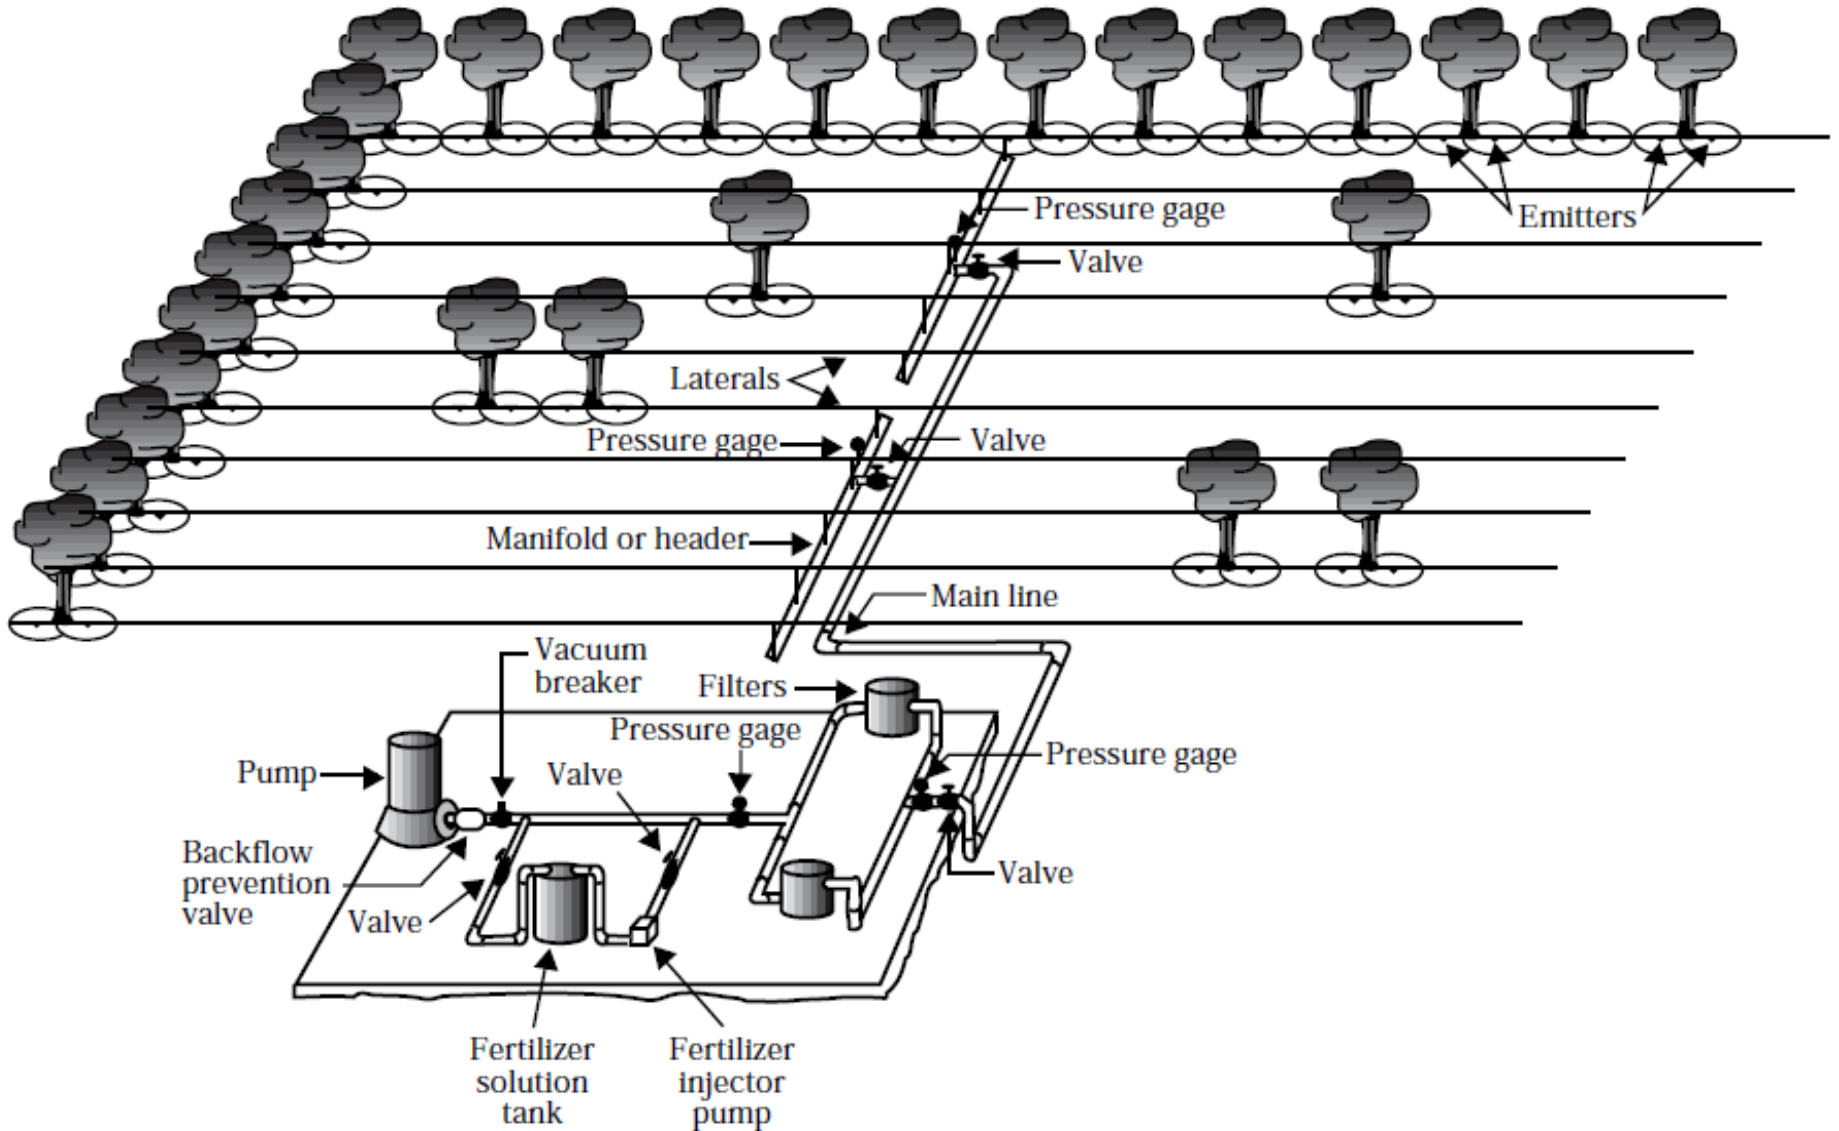 Pressure gage
Emitters
Valve
Laterals
Pressure gage
Valve
Manifold or header
Main line
Vacuum
breaker
Filters
Pressure gage
Pressure gage
Pump
Valve
Backflow
prevention
valve
Valve
Valve
Fertilizer
solution
tank
Fertilizer
injector
pump